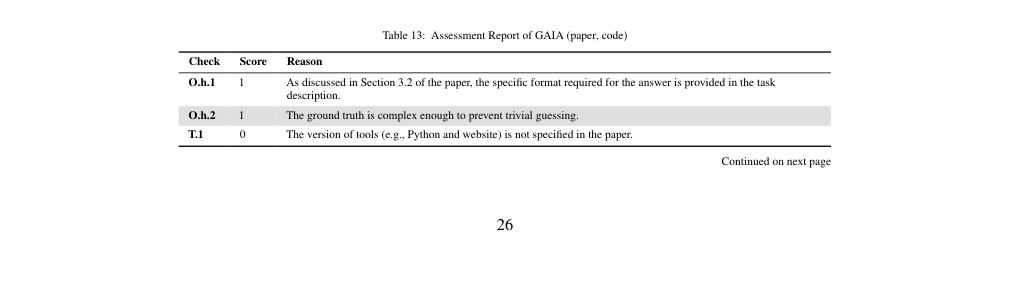 Table 13: Assessment Report of GAIA (paper, code)
Check Score Reason
O.h.1 1 As discussed in Section 3.2 of the paper, the specific format required for the answer is provided in the task
description.
O.h.2 1 The ground truth is complex enough to prevent trivial guessing.
T.1 0 The version of tools (e.g., Python and website) is not specified in the paper.
Continued on next page
26